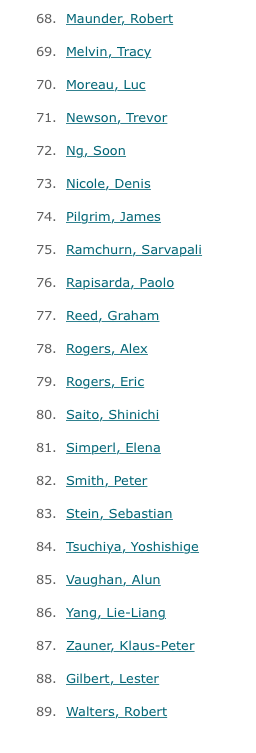 68. Maunder, Robert
69. Melvin, Tracy
70. Moreau, Luc
71. Newson, Trevor
72. Ng, Soon
73. Nicole, Denis
74. Pilgrim, James
75. Ramchurn, Sarvapali
76. Rapisarda, Paolo
77. Reed, Graham
78. Rogers, Alex
79. Rogers, Eric
80. Saito, Shinichi
81. Simperl, Elena
82. Smith, Peter
83. Stein, Sebastian
84. Tsuchiya, Yoshishige
85. Vaughan, Alun
86. Yang, Lie-Liang
87. Zauner, Klaus-Peter
88. Gilbert, Lester
89. Walters, Robert